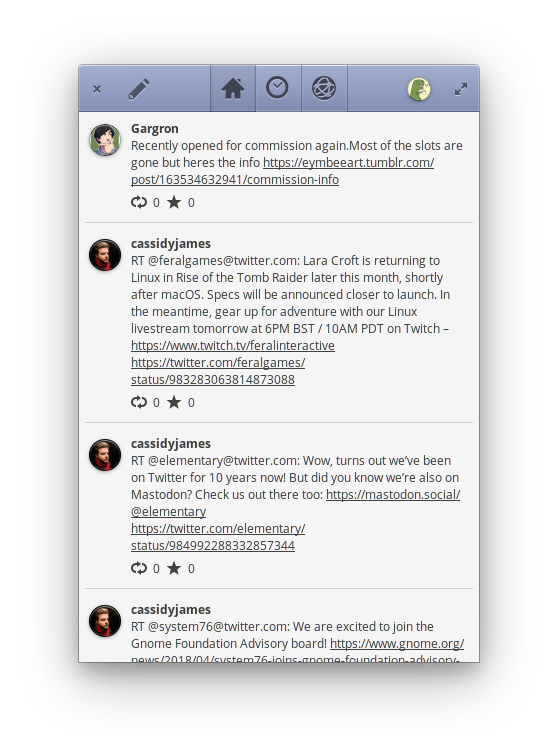 Gargron
Recently opened for commission again.Most of the slots are
gone but heres the info https://eymbeeart.tumblr.com/
post/163534632941/commission-info
0 0
cassidyjames
RT @feralgames@twitter.com: Lara Croft is returning to
Linux in Rise of the Tomb Raider later this month, shortly
after macOS. Specs will be announced closer to launch. In
the meantime, gear up for adventure with our Linux
livestream tomorrow at 6PM BST / 10AM PDT on Twitch –
https://www.twitch.tv/feralinteractive
https://twitter.com/feralgames/
status/983283063814873088
0 0
cassidyjames
RT @elementary@twitter.com: Wow, turns out we’ve been
on Twitter for 10 years now! But did you know we’re also on
Mastodon? Check us out there too: https://mastodon.social/
@elementary
https://twitter.com/elementary/
status/984992288332857344
0 0
cassidyjames
RT @system76@twitter.com: We are excited to join the
Gnome Foundation Advisory board! https://www.gnome.org/
news/2018/04/system76-joins-gnome-foundation-advisory-